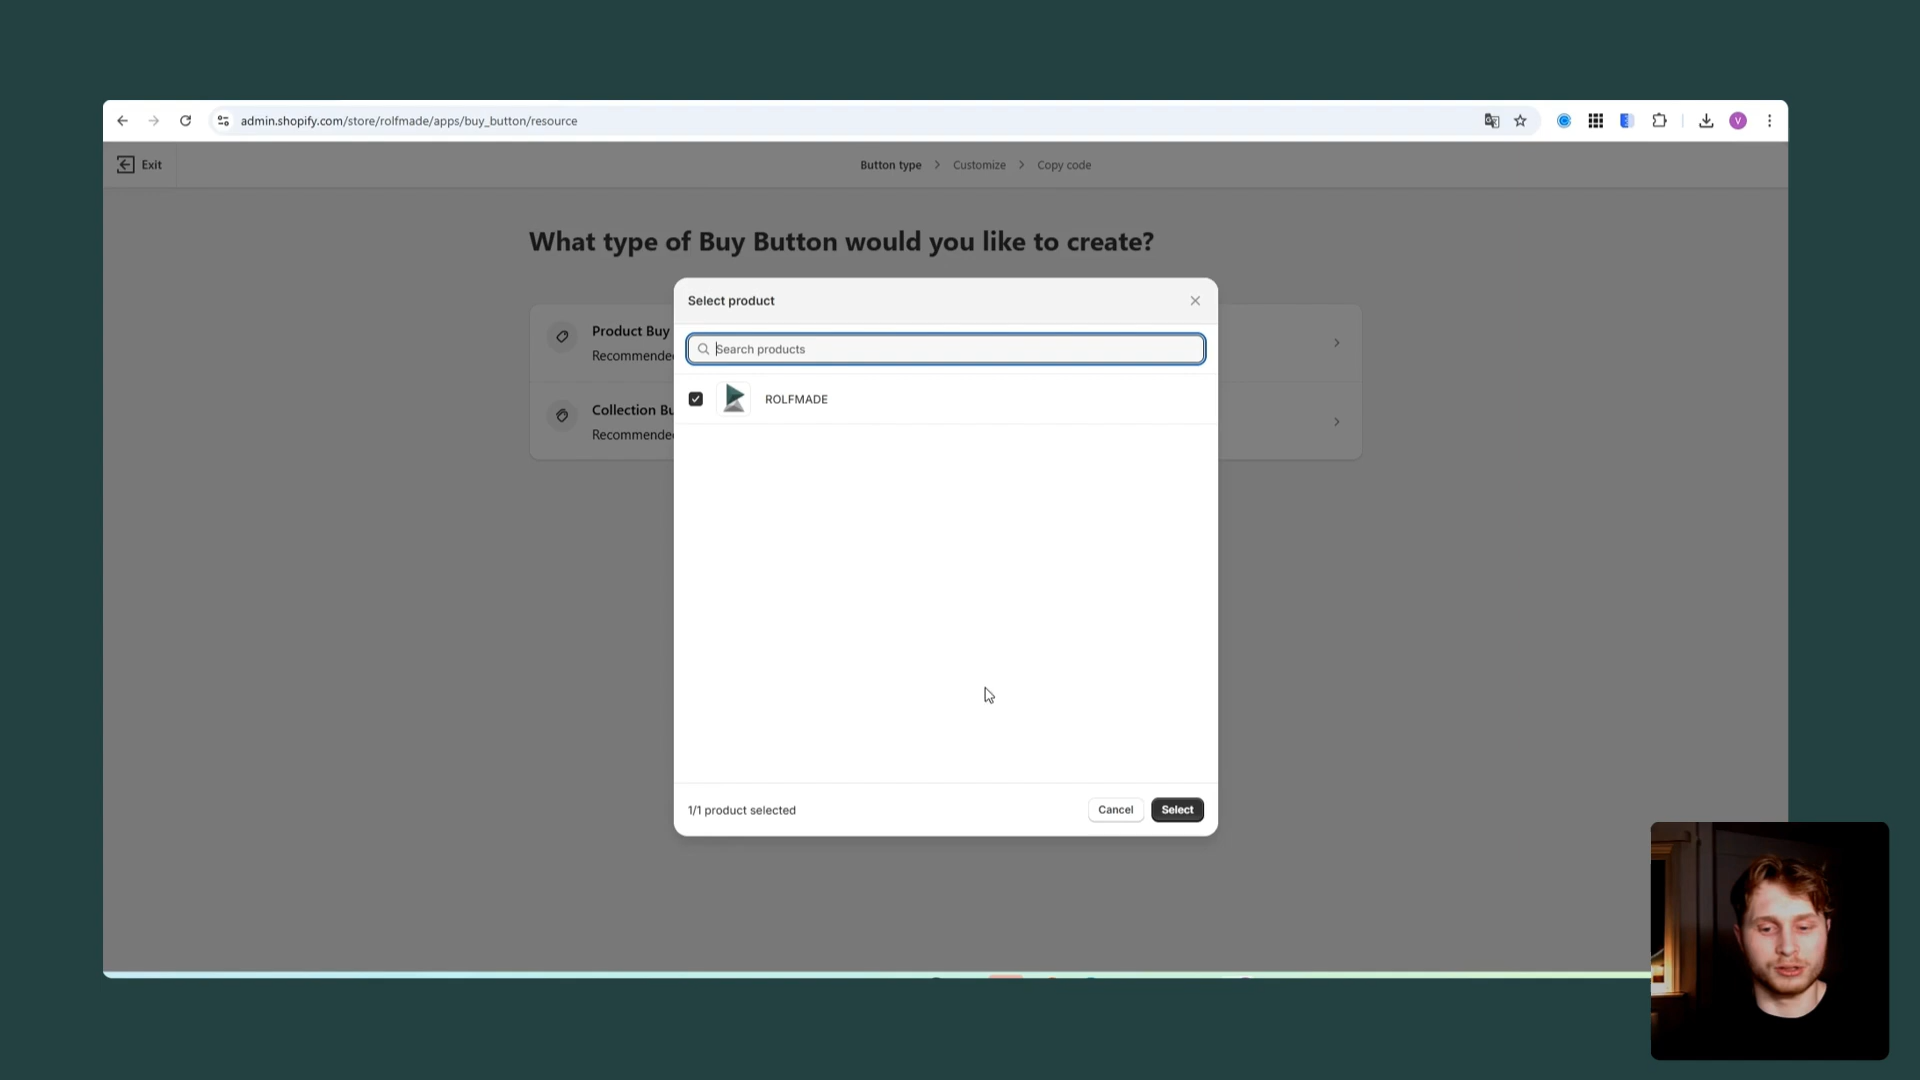 admin.shopify.com/store/rolfmade/apps/buy_button/resource
V
Exit
Button type
Customize
Copy code
What type of Buy Button would you like to create?
Select product
Product Buy
Search products
Recommende
ROLFMADE
Collection Bu
Recommende
1/1 product selected
Cancel
Select